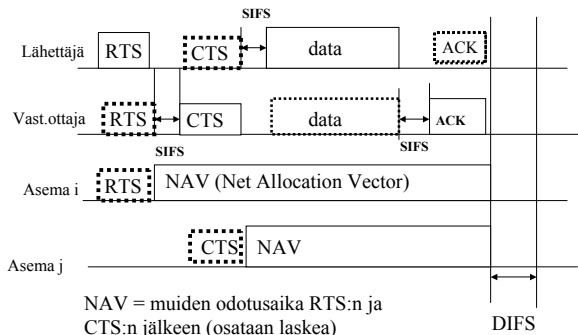 SIFS
Lähettäjä RTS CTS data ACK
Vast.ottaja RTS CTS data ACK
SIFS SIFS
Asema i RTS NAV (Net Allocation Vector)
Asema j CTS NAV
NAV = muiden odotusaika RTS:n ja
CTS:n jälkeen (osataan laskea)
DIFS